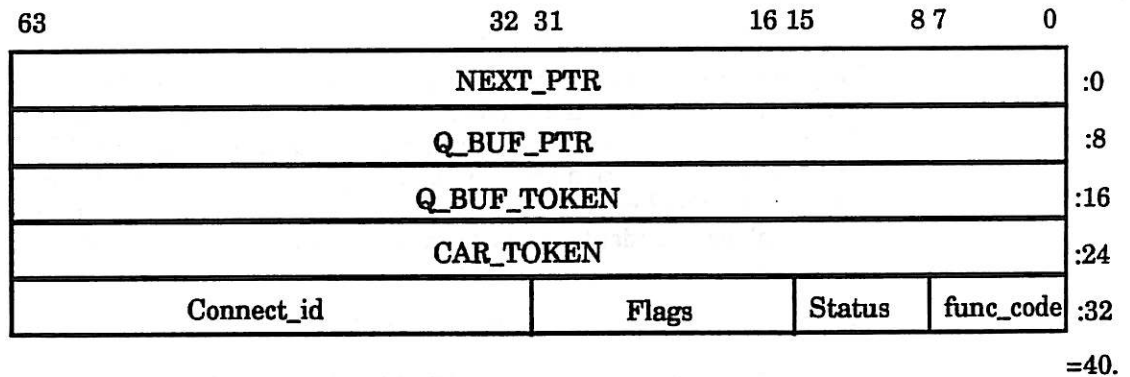 63 32 31 16 15 8 7 0
NEXT_PTR :0
Q_BUF_PTR :8
Q_BUF_TOKEN :16
CAR_TOKEN :24
Connect_id Flags Status func_code :32
=40.